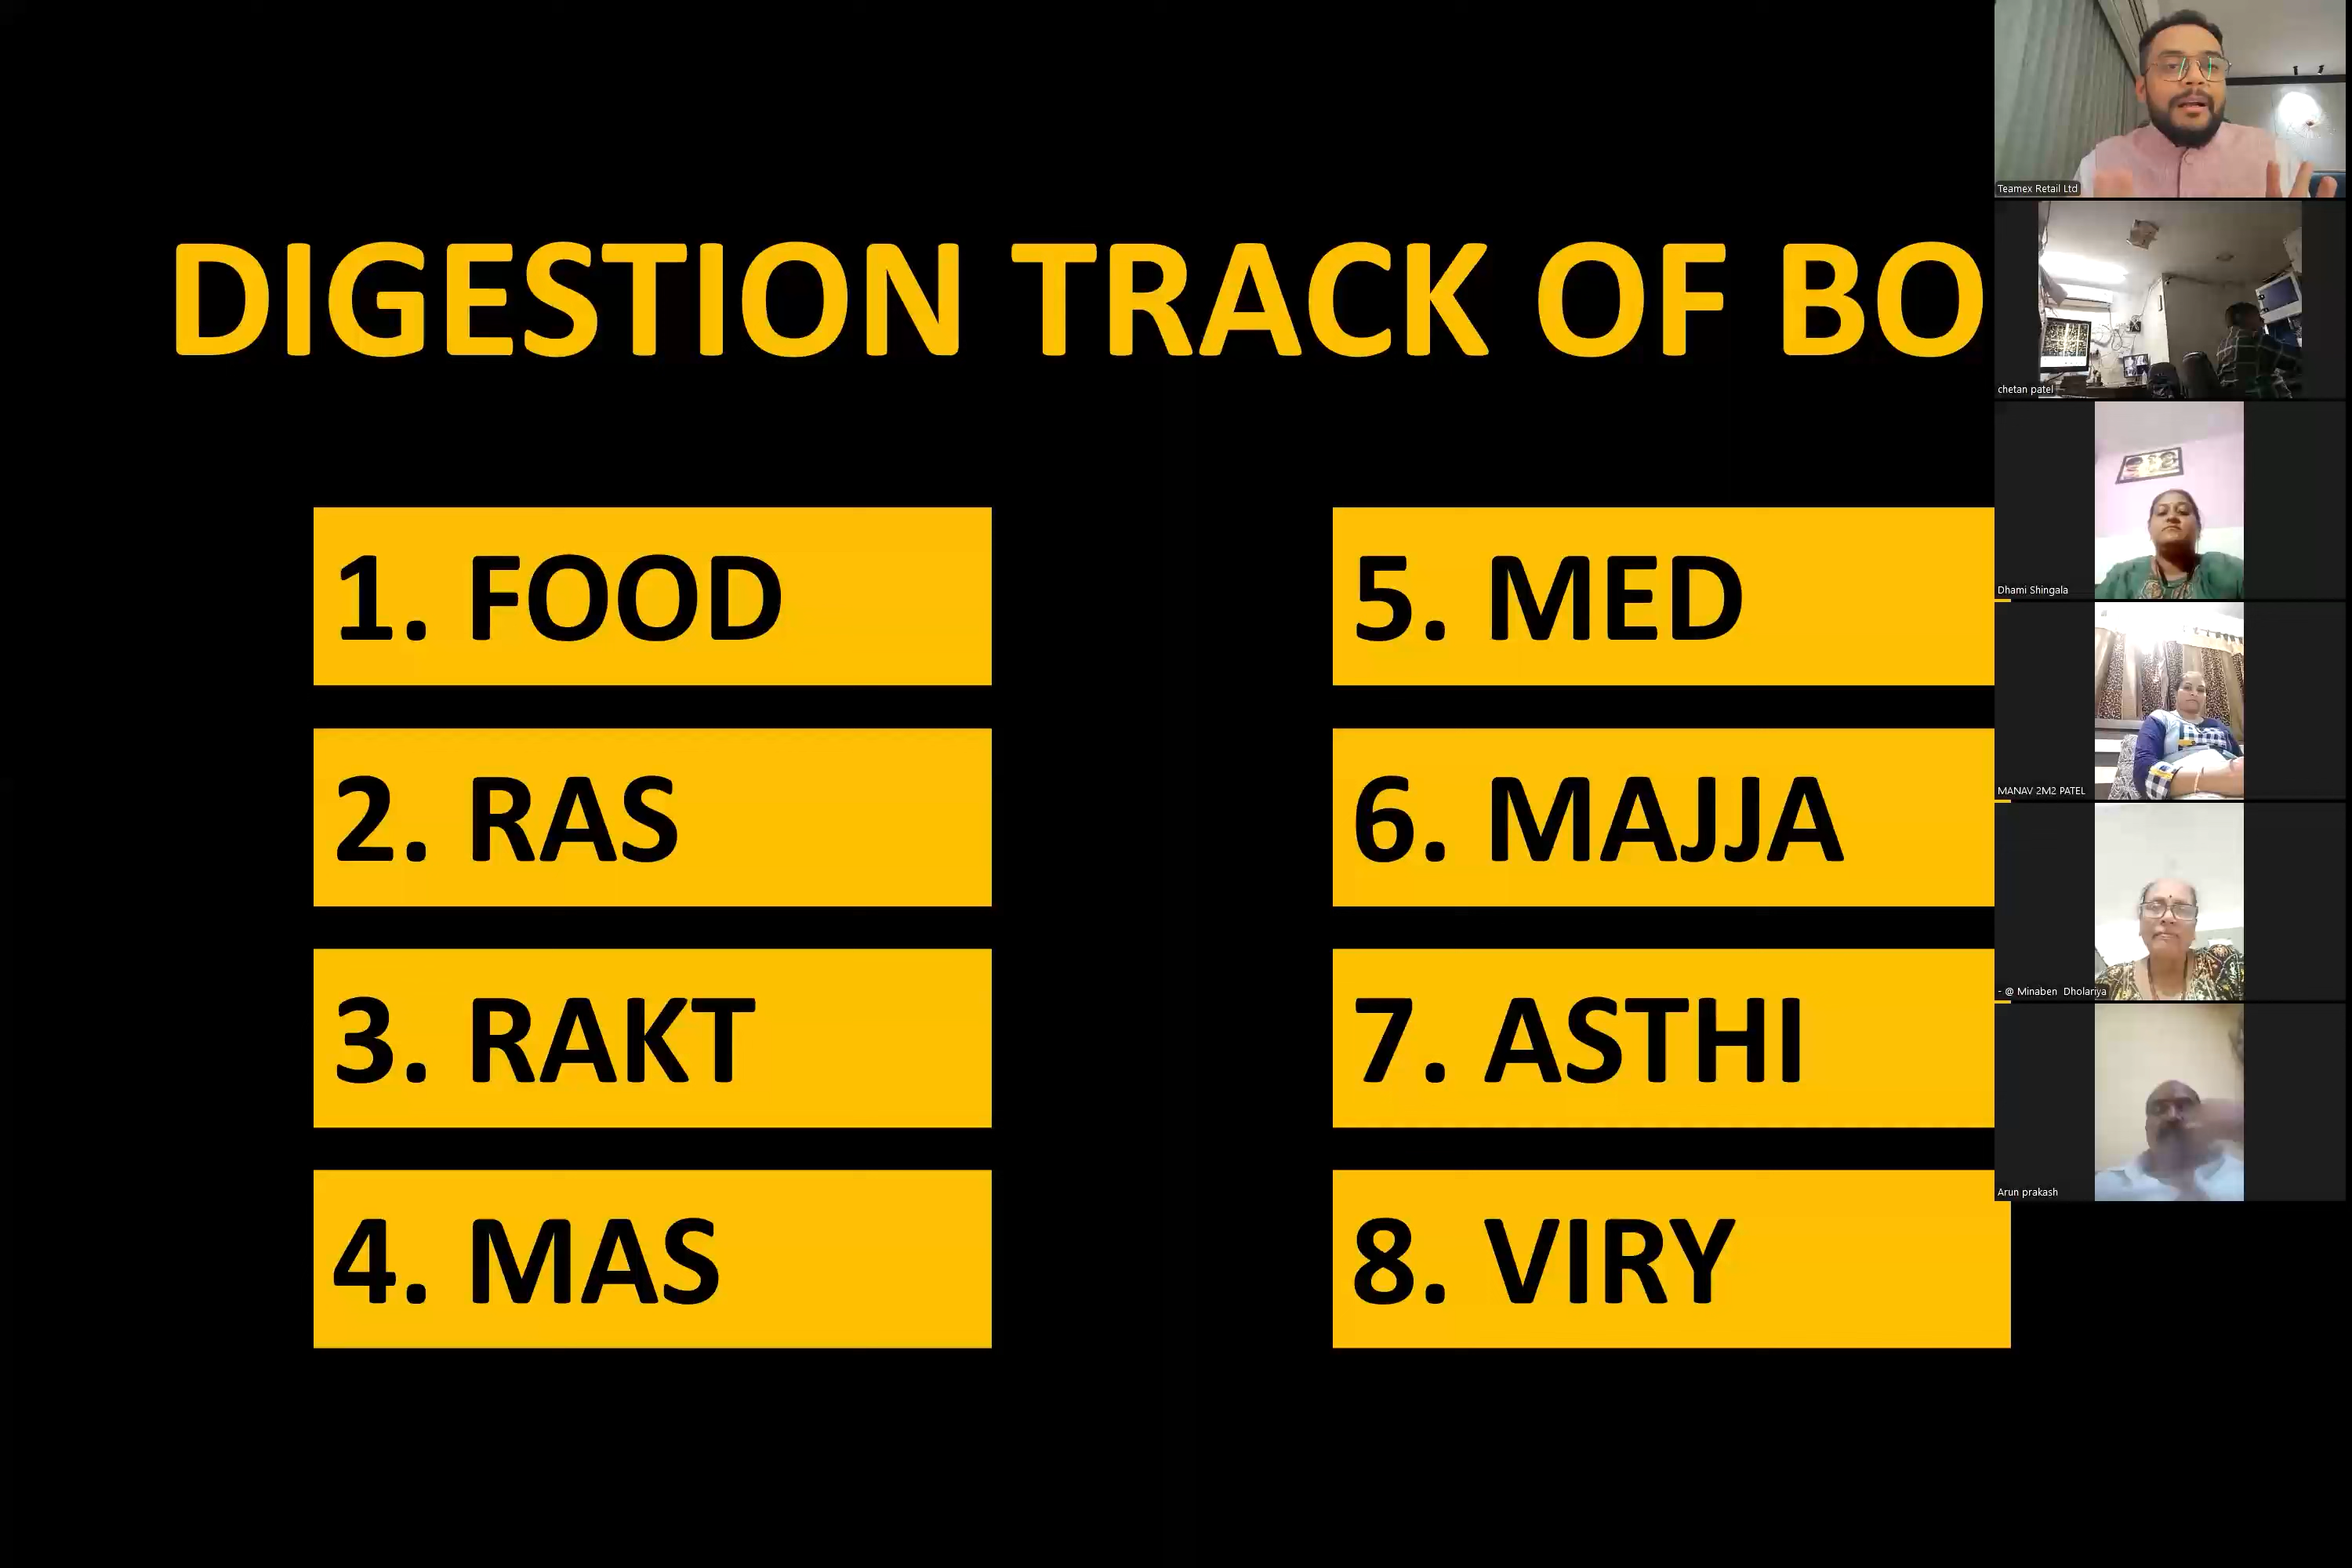 DIGESTION TRACK OF BO
1. FOOD
2. RAS
3. RAKT
4. MAS
5. MED
6. MAJJA
7. ASTHI
8. VIRY
Teamex Retail Ltd
chetan patel
Dhami Shingala
MANAV 2M2 PATEL
- @ Minaben Dholariya
Arun prakash